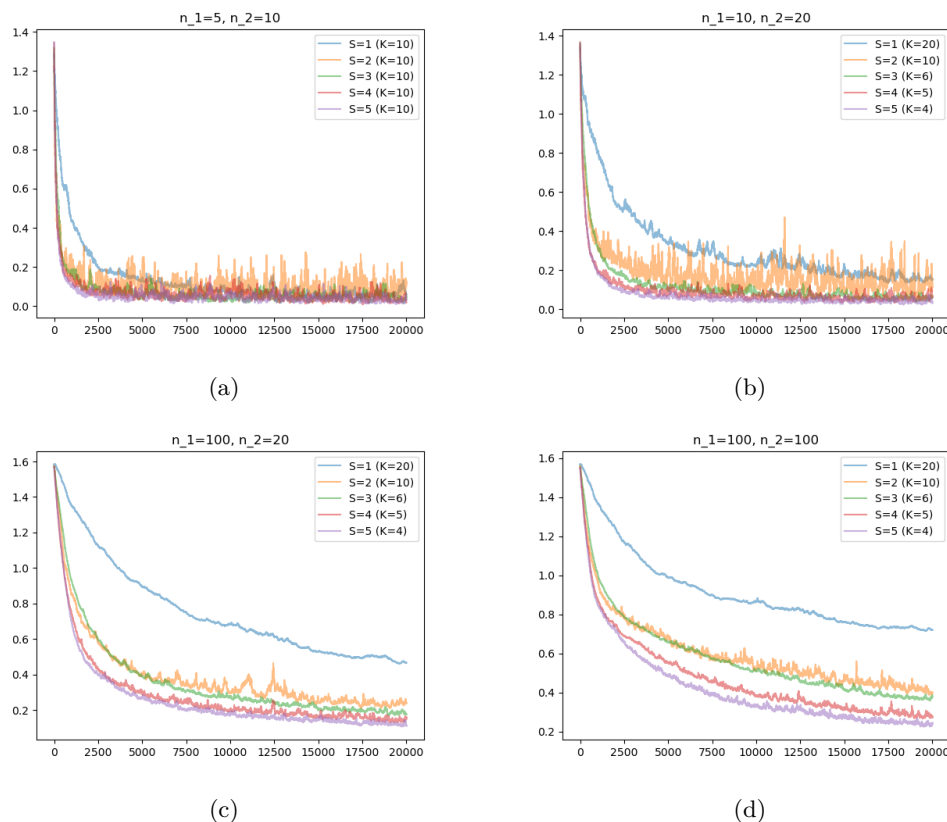 n_1=5, n_2=10
1.4
1.2
1.0
0.8
0.6
0.4
0.2
0.0
S=1 (K=10)
S=2 (K=10)
S=3 (K=10)
S=4 (K=10)
S=5 (K=10)
0 2500 5000 7500 10000 12500 15000 17500 20000
(a)
n_1=10, n_2=20
1.4
1.2
1.0
0.8
0.6
0.4
0.2
0.0
S=1 (K=20)
S=2 (K=10)
S=3 (K=6)
S=4 (K=5)
S=5 (K=4)
0 2500 5000 7500 10000 12500 15000 17500 20000
(b)
n_1=100, n_2=20
1.6
1.4
1.2
1.0
0.8
0.6
0.4
0.2
S=1 (K=20)
S=2 (K=10)
S=3 (K=6)
S=4 (K=5)
S=5 (K=4)
0 2500 5000 7500 10000 12500 15000 17500 20000
(c)
n_1=100, n_2=100
1.6
1.4
1.2
1.0
0.8
0.6
0.4
0.2
S=1 (K=20)
S=2 (K=10)
S=3 (K=6)
S=4 (K=5)
S=5 (K=4)
0 2500 5000 7500 10000 12500 15000 17500 20000
(d)